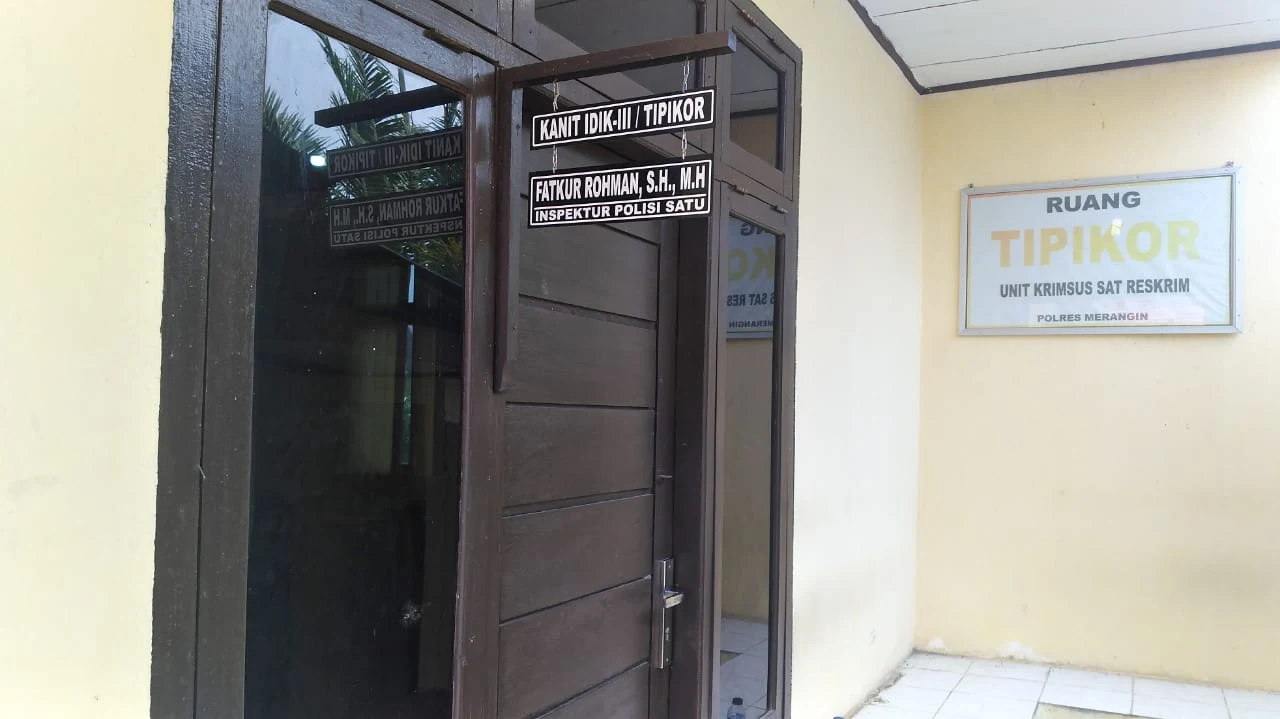 KANIT IDIK-III / TIPIKOR
FATKUR ROHMAN, S.H., M.H
INSPEKTUR POLISI SATU
RUANG
TIPIKOR
UNIT KRIMSUS SAT RESKRIM
POLRES MERANGIN